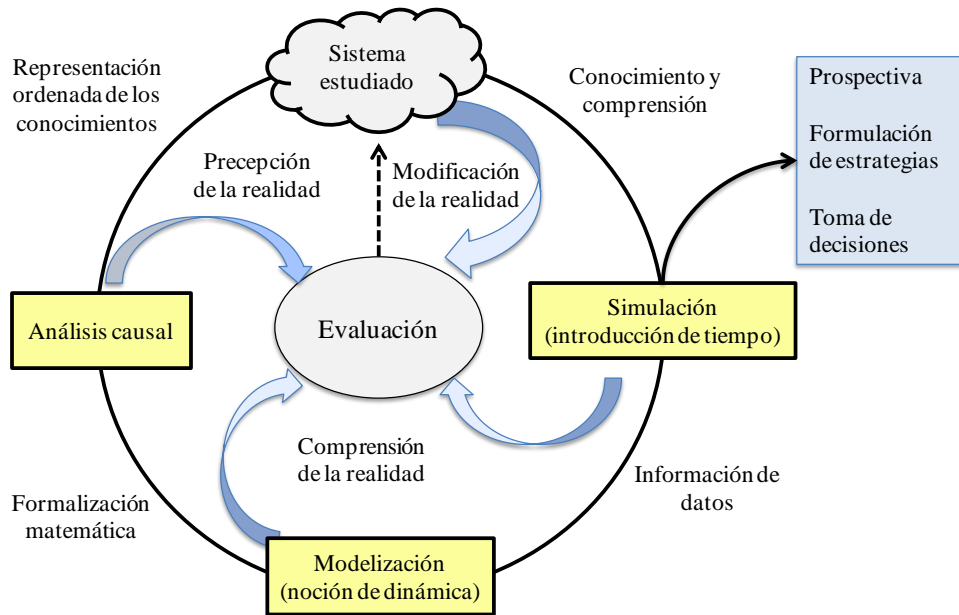 Sistema
estudiado
Representación
ordenada de los
conocimientos
Conocimiento y
comprensión
Prospectiva
Formulación
de estrategias
Toma de
decisiones
Precepción
de la realidad
Modificación
de la realidad
Análisis causal
Evaluación
Simulación
(introducción de tiempo)
Comprensión
de la realidad
Información de
datos
Formalización
matemática
Modelización
(noción de dinámica)